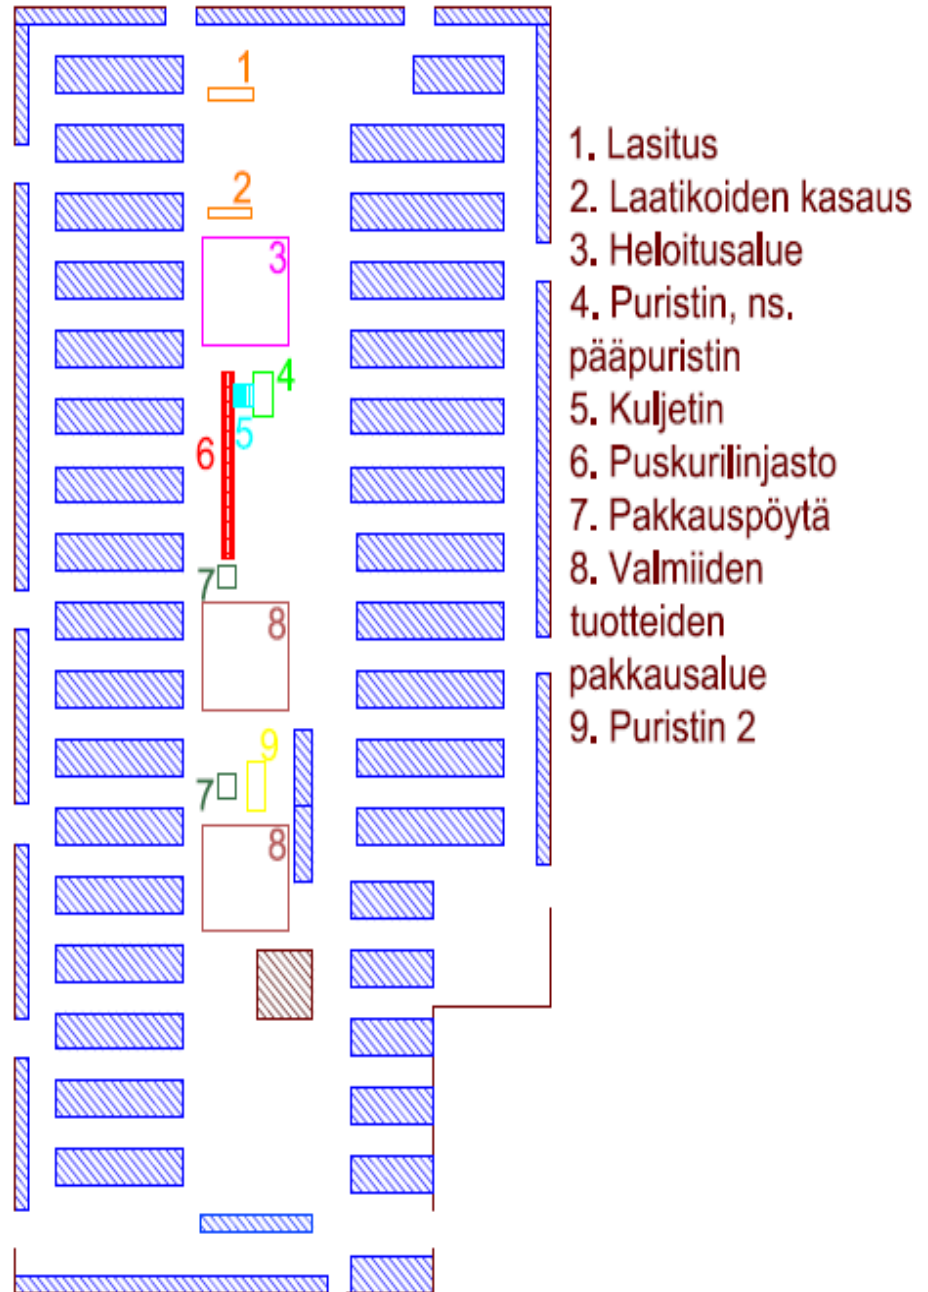 1
2
3
4
5
6
7
8
9
7
8
1. Lasitus
2. Laatikoiden kasaus
3. Heloitusalue
4. Puristin, ns.
pääpuristin
5. Kuljetin
6. Puskurilinjasto
7. Pakkauspöytä
8. Valmiiden
tuotteiden
pakkausalue
9. Puristin 2